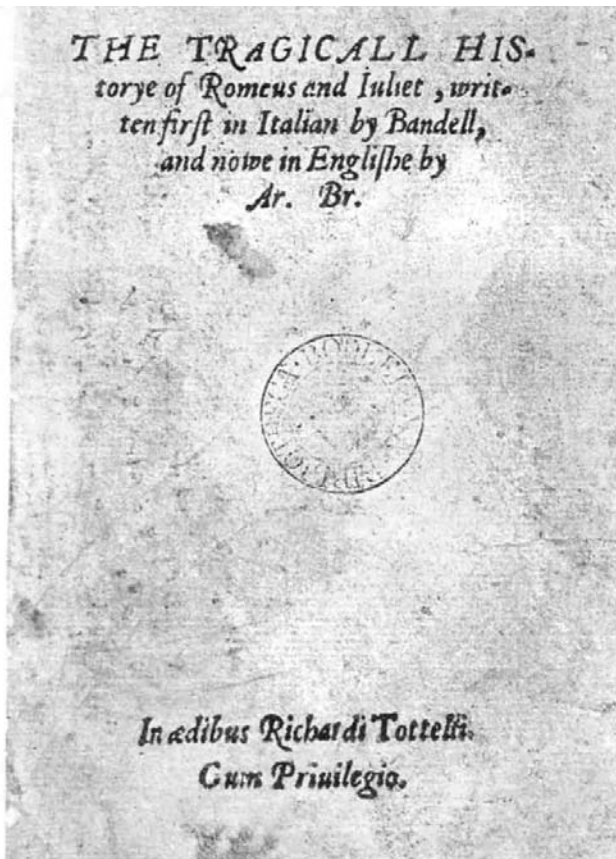 THE TRAGICALL HIS-
torye of Romeus and Iuliet, writ-
ten firſt in Italian by Bandell,
and nowe in Engliſhe by
Ar. Br.
BODLEIANA
In ædibus Richardi Tottelli.
Cum Priuilegio.